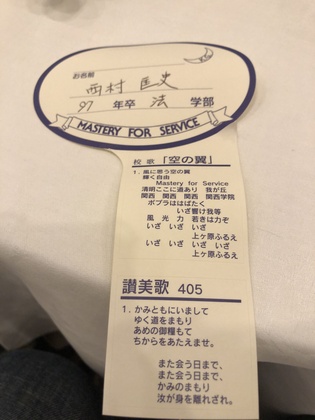 お名前
西村 匡史
97 年卒 法 学部
MASTERY FOR SERVICE
校 歌 「空の翼」
1. 風に思う空の翼
輝く自由
Mastery for Service
清明ここに道あり 我が丘
関西 関西 関西 関西学院
ポプラははばたく
いざ響け我等
風 光 力 若きは力ぞ
いざ いざ いざ
上ヶ原ふるえ
いざ いざ いざ いざ
上ヶ原ふるえ
讃美歌 405
1. かみともにいまして
ゆく道をまもり
あめの御糧もて
ちからをあたえませ。
また会う日まで、
また会う日まで、
かみのまもり
汝が身を離れざれ。